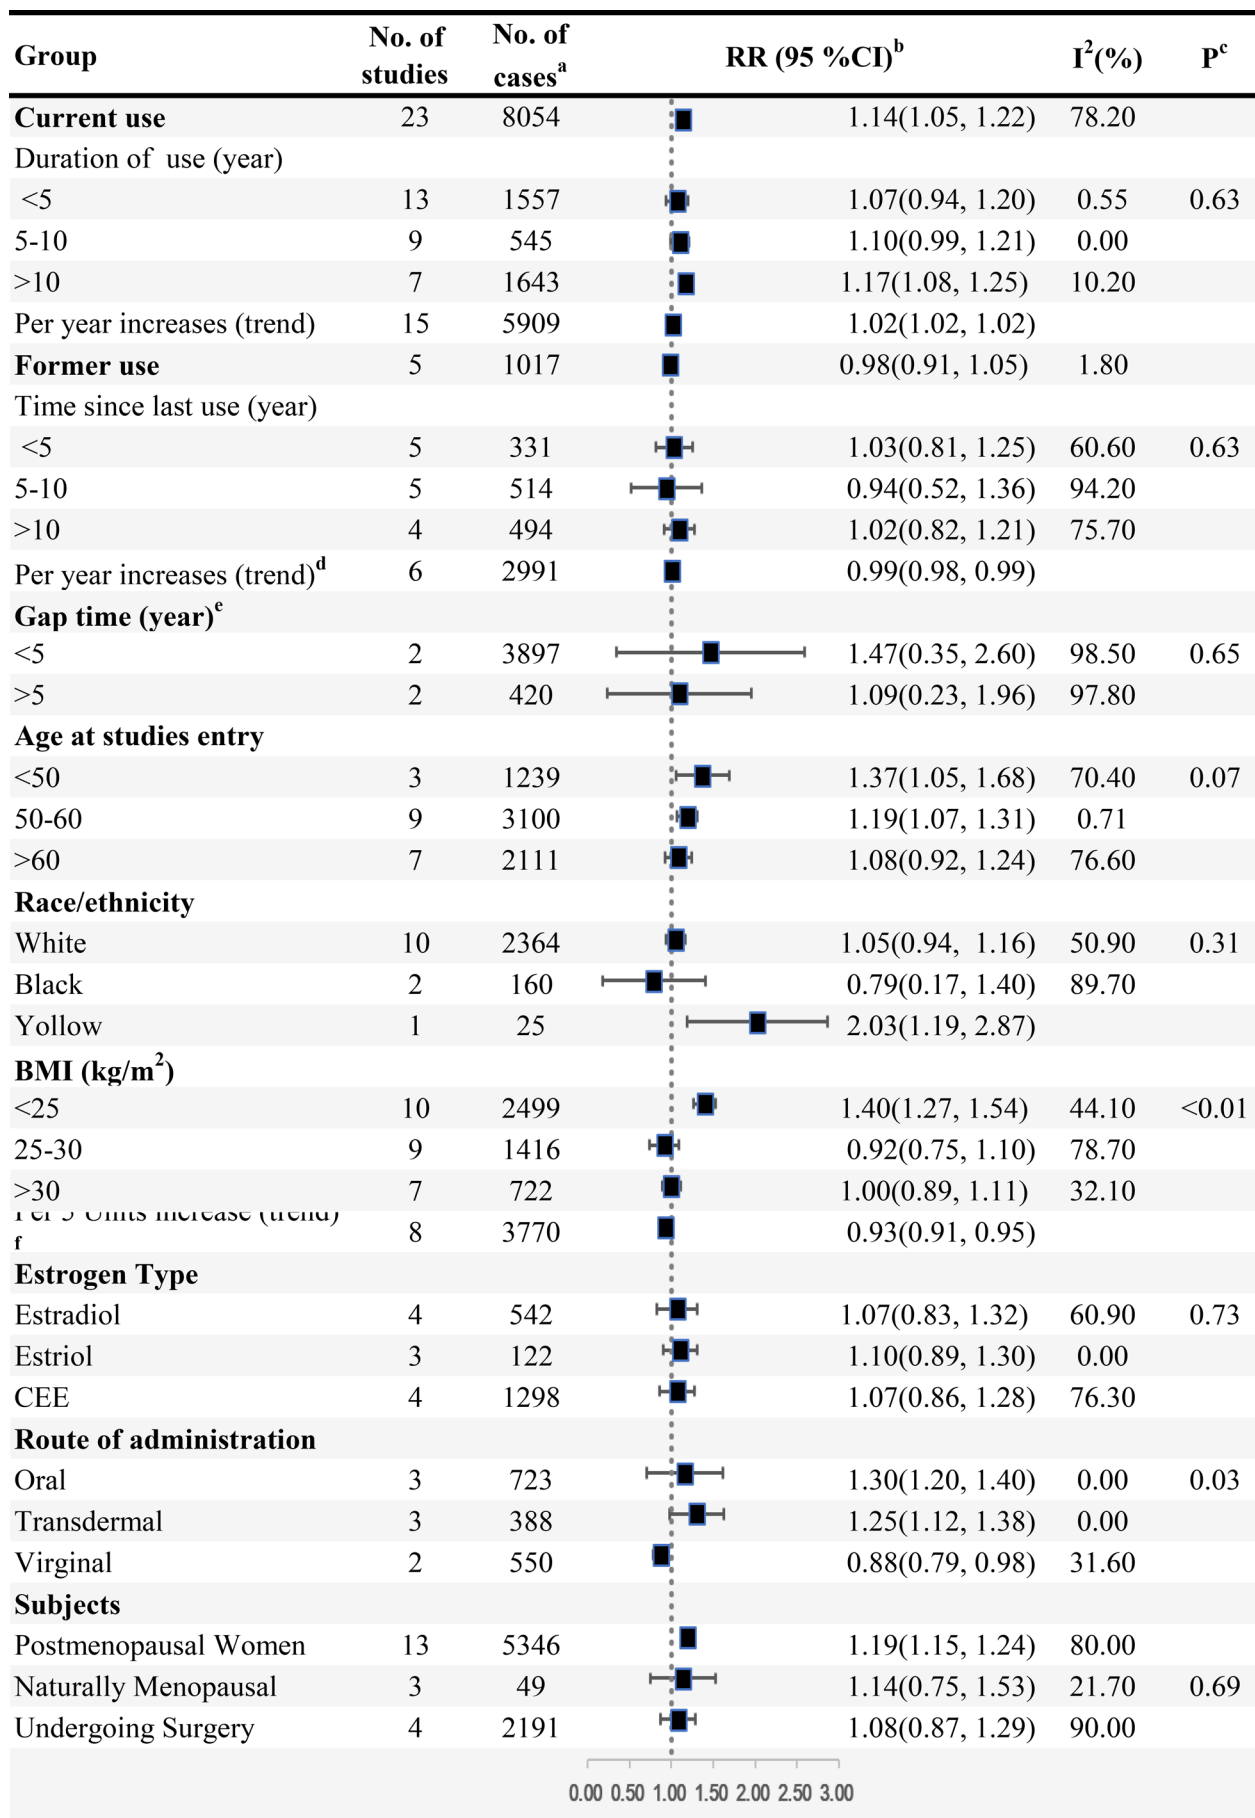 Group No. of studies No. of cases^a RR (95 %CI)^b I²(%) P^c
Current use 23 8054 1.14(1.05, 1.22) 78.20
Duration of use (year)
<5 13 1557 1.07(0.94, 1.20) 0.55 0.63
5-10 9 545 1.10(0.99, 1.21) 0.00
>10 7 1643 1.17(1.08, 1.25) 10.20
Per year increases (trend) 15 5909 1.02(1.02, 1.02)
Former use 5 1017 0.98(0.91, 1.05) 1.80
Time since last use (year)
<5 5 331 1.03(0.81, 1.25) 60.60 0.63
5-10 5 514 0.94(0.52, 1.36) 94.20
>10 4 494 1.02(0.82, 1.21) 75.70
Per year increases (trend)^d 6 2991 0.99(0.98, 0.99)
Gap time (year)^e
<5 2 3897 1.47(0.35, 2.60) 98.50 0.65
>5 2 420 1.09(0.23, 1.96) 97.80
Age at studies entry
<50 3 1239 1.37(1.05, 1.68) 70.40 0.07
50-60 9 3100 1.19(1.07, 1.31) 0.71
>60 7 2111 1.08(0.92, 1.24) 76.60
Race/ethnicity
White 10 2364 1.05(0.94, 1.16) 50.90 0.31
Black 2 160 0.79(0.17, 1.40) 89.70
Yollow 1 25 2.03(1.19, 2.87)
BMI (kg/m²)
<25 10 2499 1.40(1.27, 1.54) 44.10 <0.01
25-30 9 1416 0.92(0.75, 1.10) 78.70
>30 7 722 1.00(0.89, 1.11) 32.10
Per 5 Units increase (trend)
f 8 3770 0.93(0.91, 0.95)
Estrogen Type
Estradiol 4 542 1.07(0.83, 1.32) 60.90 0.73
Estriol 3 122 1.10(0.89, 1.30) 0.00
CEE 4 1298 1.07(0.86, 1.28) 76.30
Route of administration
Oral 3 723 1.30(1.20, 1.40) 0.00 0.03
Transdermal 3 388 1.25(1.12, 1.38) 0.00
Virginal 2 550 0.88(0.79, 0.98) 31.60
Subjects
Postmenopausal Women 13 5346 1.19(1.15, 1.24) 80.00
Naturally Menopausal 3 49 1.14(0.75, 1.53) 21.70 0.69
Undergoing Surgery 4 2191 1.08(0.87, 1.29) 90.00
0.00 0.50 1.00 1.50 2.00 2.50 3.00